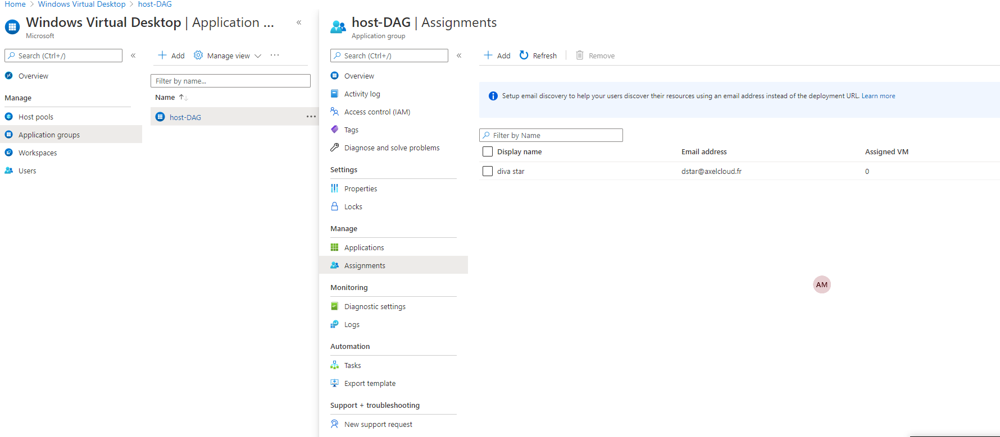 Home > Windows Virtual Desktop > host-DAG
Windows Virtual Desktop | Application ...
Microsoft
Search (Ctrl+/)
Overview
Manage
Host pools
Application groups
Workspaces
Users
Add Manage view ...
Filter by name...
Name
host-DAG ...
host-DAG | Assignments
Application group
Search (Ctrl+/)
Overview
Activity log
Access control (IAM)
Tags
Diagnose and solve problems
Settings
Properties
Locks
Manage
Applications
Assignments
Monitoring
Diagnostic settings
Logs
Automation
Tasks
Export template
Support + troubleshooting
New support request
Add Refresh Remove
Setup email discovery to help your users discover their resources using an email address instead of the deployment URL. Learn more
Filter by Name
Display name Email address Assigned VM
diva star dstar@axelcloud.fr 0
AM